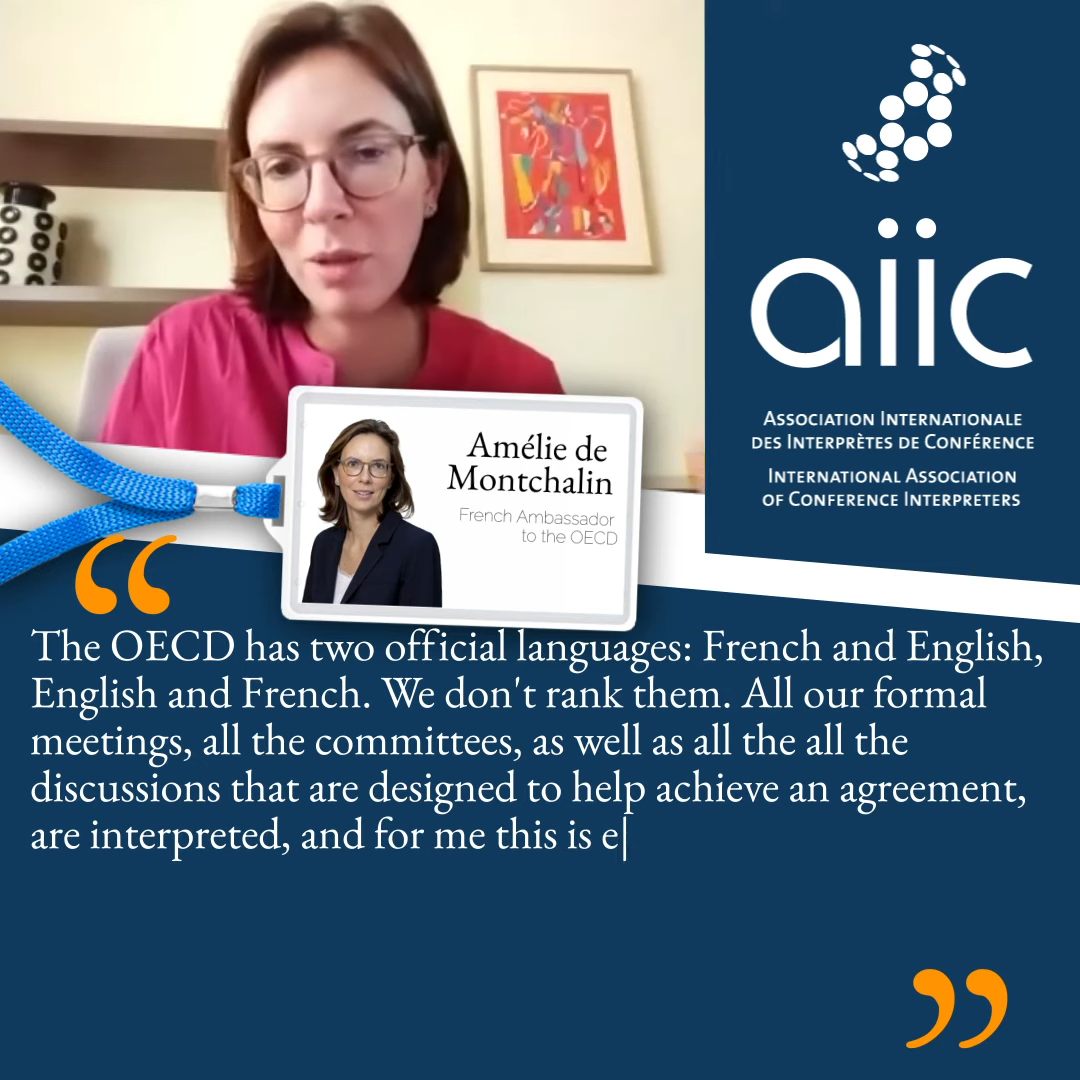 aiic
Association Internationale
des Interprètes de Conférence
International Association
of Conference Interpreters
Amélie de
Montchalin
French Ambassador
to the OECD
“
The OECD has two official languages: French and English,
English and French. We don't rank them. All our formal
meetings, all the committees, as well as all the all the
discussions that are designed to help achieve an agreement,
are interpreted, and for me this is e|
”